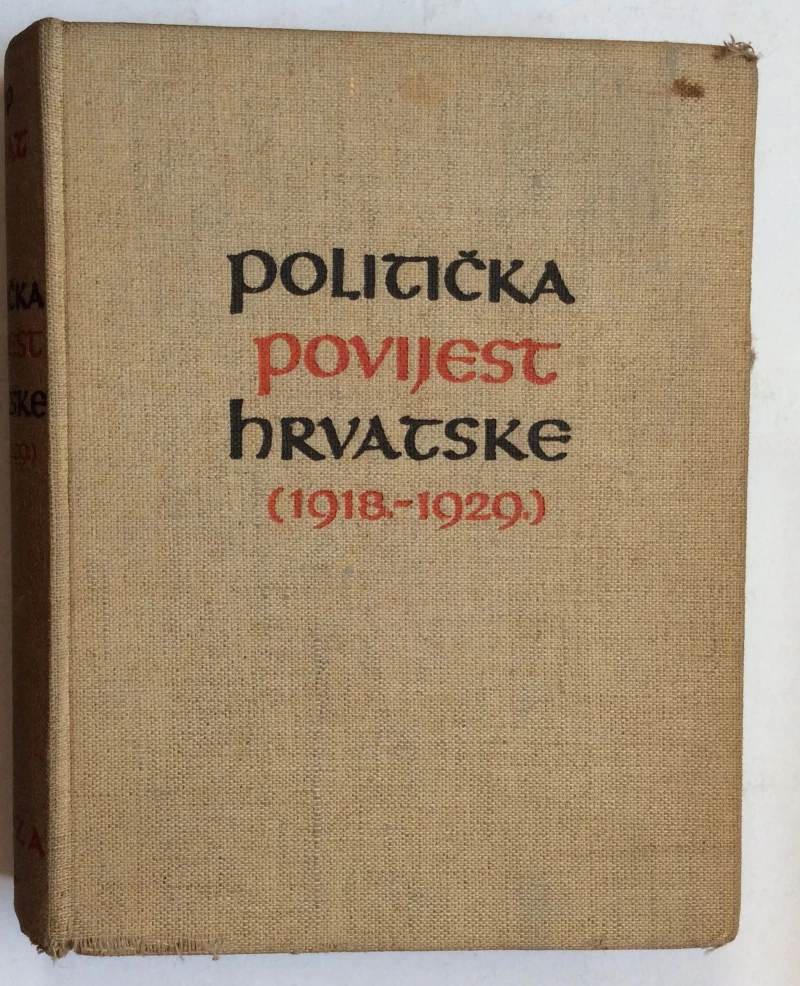 POLITIČKA
POVIJEST
HRVATSKE
(1918.-1929.)